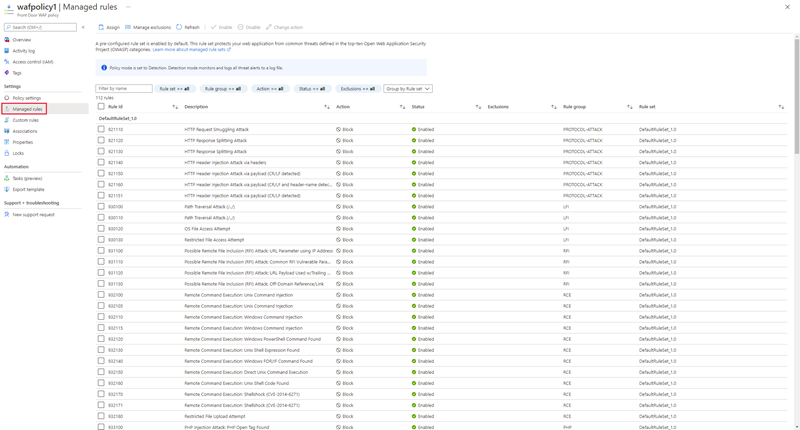 wafpolicy1 | Managed rules ...
Front Door WAF policy
Search (Ctrl+/)
Overview
Activity log
Access control (IAM)
Tags
Settings
Policy settings
Managed rules
Custom rules
Associations
Properties
Locks
Automation
Tasks (preview)
Export template
Support + troubleshooting
New support request
Assign Manage exclusions Refresh Enable Disable Change action
A pre-configured rule set is enabled by default. This rule set protects your web application from common threats defined in the top-ten Open Web Application Security
Project (OWASP) categories. Learn more about managed rule sets
Policy mode is set to Detection. Detection mode monitors and logs all threat alerts to a log file.
Filter by name Rule set == all Rule group == all Action == all Status == all Exclusions == all Group by Rule set
112 rules
Rule Id Description Action Status Exclusions Rule group Rule set
DefaultRuleSet_1.0
921110 HTTP Request Smuggling Attack Block Enabled PROTOCOL-ATTACK DefaultRuleSet_1.0
921120 HTTP Response Splitting Attack Block Enabled PROTOCOL-ATTACK DefaultRuleSet_1.0
921130 HTTP Response Splitting Attack Block Enabled PROTOCOL-ATTACK DefaultRuleSet_1.0
921140 HTTP Header Injection Attack via headers Block Enabled PROTOCOL-ATTACK DefaultRuleSet_1.0
921150 HTTP Header Injection Attack via payload (CR/LF detected) Block Enabled PROTOCOL-ATTACK DefaultRuleSet_1.0
921160 HTTP Header Injection Attack via payload (CR/LF and header-name detec... Block Enabled PROTOCOL-ATTACK DefaultRuleSet_1.0
921151 HTTP Header Injection Attack via payload (CR/LF detected) Block Enabled PROTOCOL-ATTACK DefaultRuleSet_1.0
930100 Path Traversal Attack (/../) Block Enabled LFI DefaultRuleSet_1.0
930110 Path Traversal Attack (/../) Block Enabled LFI DefaultRuleSet_1.0
930120 OS File Access Attempt Block Enabled LFI DefaultRuleSet_1.0
930130 Restricted File Access Attempt Block Enabled LFI DefaultRuleSet_1.0
931100 Possible Remote File Inclusion (RFI) Attack: URL Parameter using IP Address Block Enabled RFI DefaultRuleSet_1.0
931110 Possible Remote File Inclusion (RFI) Attack: Common RFI Vulnerable Para... Block Enabled RFI DefaultRuleSet_1.0
931120 Possible Remote File Inclusion (RFI) Attack: URL Payload Used w/Trailing ... Block Enabled RFI DefaultRuleSet_1.0
931130 Possible Remote File Inclusion (RFI) Attack: Off-Domain Reference/Link Block Enabled RFI DefaultRuleSet_1.0
932100 Remote Command Execution: Unix Command Injection Block Enabled RCE DefaultRuleSet_1.0
932105 Remote Command Execution: Unix Command Injection Block Enabled RCE DefaultRuleSet_1.0
932110 Remote Command Execution: Windows Command Injection Block Enabled RCE DefaultRuleSet_1.0
932115 Remote Command Execution: Windows Command Injection Block Enabled RCE DefaultRuleSet_1.0
932120 Remote Command Execution: Windows PowerShell Command Found Block Enabled RCE DefaultRuleSet_1.0
932130 Remote Command Execution: Unix Shell Expression Found Block Enabled RCE DefaultRuleSet_1.0
932140 Remote Command Execution: Windows FOR/IF Command Found Block Enabled RCE DefaultRuleSet_1.0
932150 Remote Command Execution: Direct Unix Command Execution Block Enabled RCE DefaultRuleSet_1.0
932160 Remote Command Execution: Unix Shell Code Found Block Enabled RCE DefaultRuleSet_1.0
932170 Remote Command Execution: Shellshock (CVE-2014-6271) Block Enabled RCE DefaultRuleSet_1.0
932171 Remote Command Execution: Shellshock (CVE-2014-6271) Block Enabled RCE DefaultRuleSet_1.0
932180 Restricted File Upload Attempt Block Enabled RCE DefaultRuleSet_1.0
933100 PHP Injection Attack: PHP Open Tag Found Block Enabled PHP DefaultRuleSet_1.0